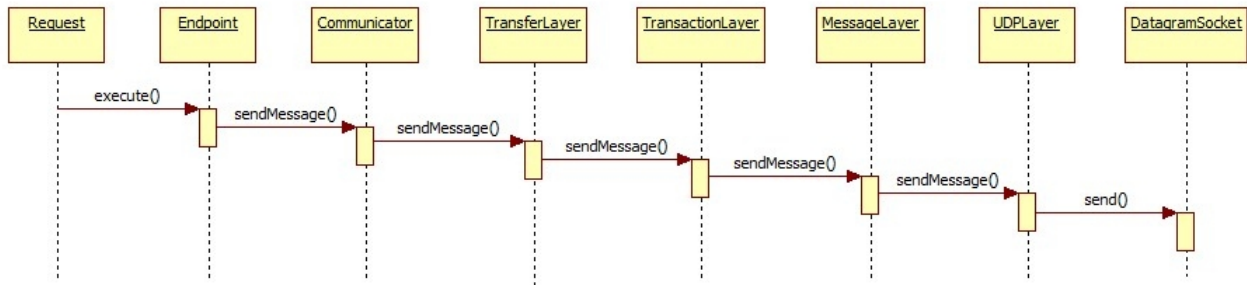 Request Endpoint Communicator TransferLayer TransactionLayer MessageLayer UDPLayer DatagramSocket
execute()
sendMessage()
sendMessage()
sendMessage()
sendMessage()
sendMessage()
send()